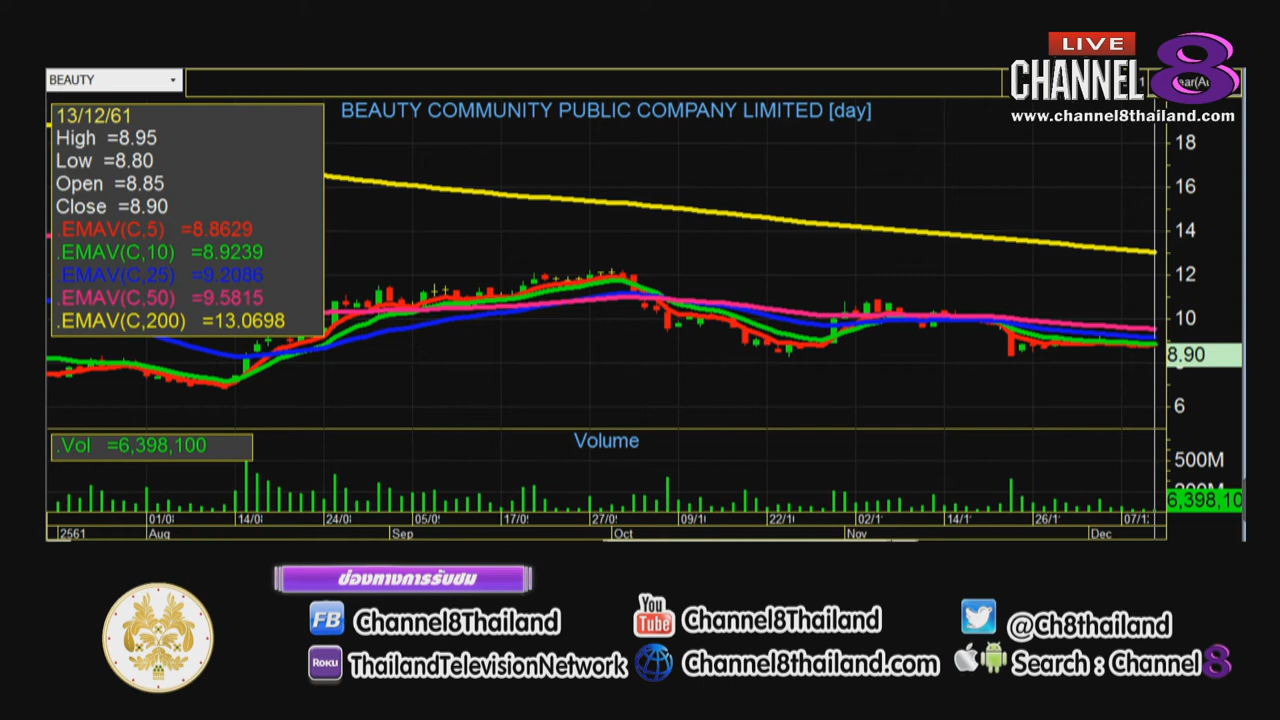 LIVE
CHANNEL 8
www.channel8thailand.com
BEAUTY
BEAUTY COMMUNITY PUBLIC COMPANY LIMITED [day]
13/12/61
High =8.95
Low =8.80
Open =8.85
Close =8.90
.EMAV(C,5) =8.8629
.EMAV(C,10) =8.9239
.EMAV(C,25) =9.2086
.EMAV(C,50) =9.5815
.EMAV(C,200) =13.0698
18
16
14
12
10
8.90
6
.Vol =6,398,100
Volume
500M
6,398,10
01/0 14/0 24/0 05/0 17/0 27/0 09/1 22/1 02/1 14/1 26/1 07/1
2561 Aug Sep Oct Nov Dec
ช่องทางการรับชม
FB Channel8Thailand
You Tube Channel8Thailand
@Ch8thailand
ROKU ThailandTelevisionNetwork
Channel8thailand.com
Search : Channel 8